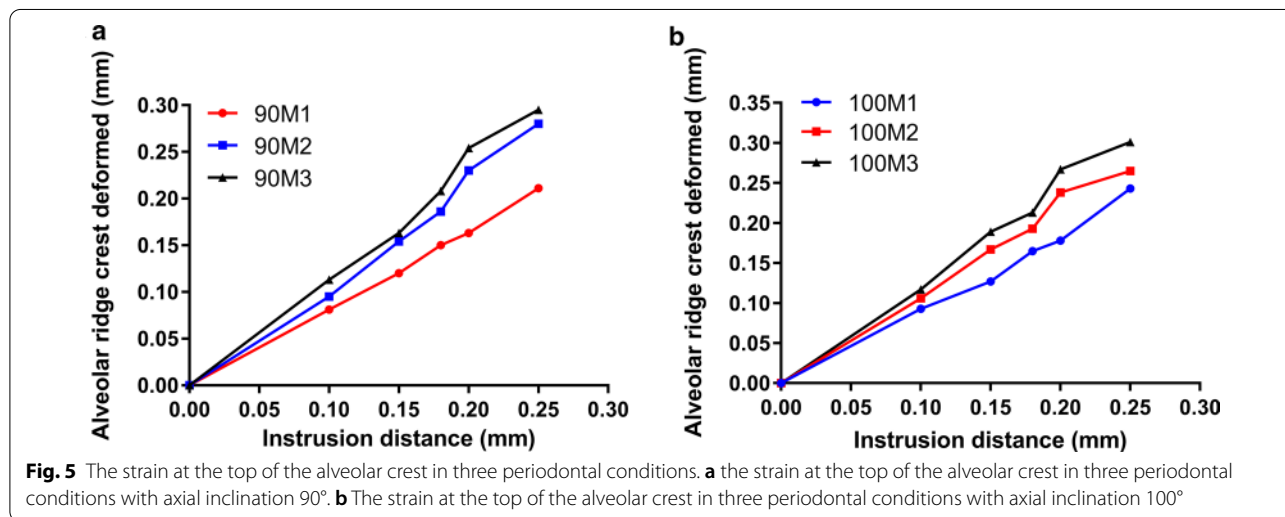 a
Alveolar ridge crest deformed (mm)
0.30
0.25
0.20
0.15
0.10
0.05
0.00
90M1
90M2
90M3
0.00 0.05 0.10 0.15 0.20 0.25 0.30
Instrusion distance (mm)
b
Alveolar ridge crest deformed (mm)
0.35
0.30
0.25
0.20
0.15
0.10
0.05
0.00
100M1
100M2
100M3
0.00 0.05 0.10 0.15 0.20 0.25 0.30
Instrusion distance (mm)
Fig. 5 The strain at the top of the alveolar crest in three periodontal conditions. a the strain at the top of the alveolar crest in three periodontal
conditions with axial inclination 90°. b The strain at the top of the alveolar crest in three periodontal conditions with axial inclination 100°